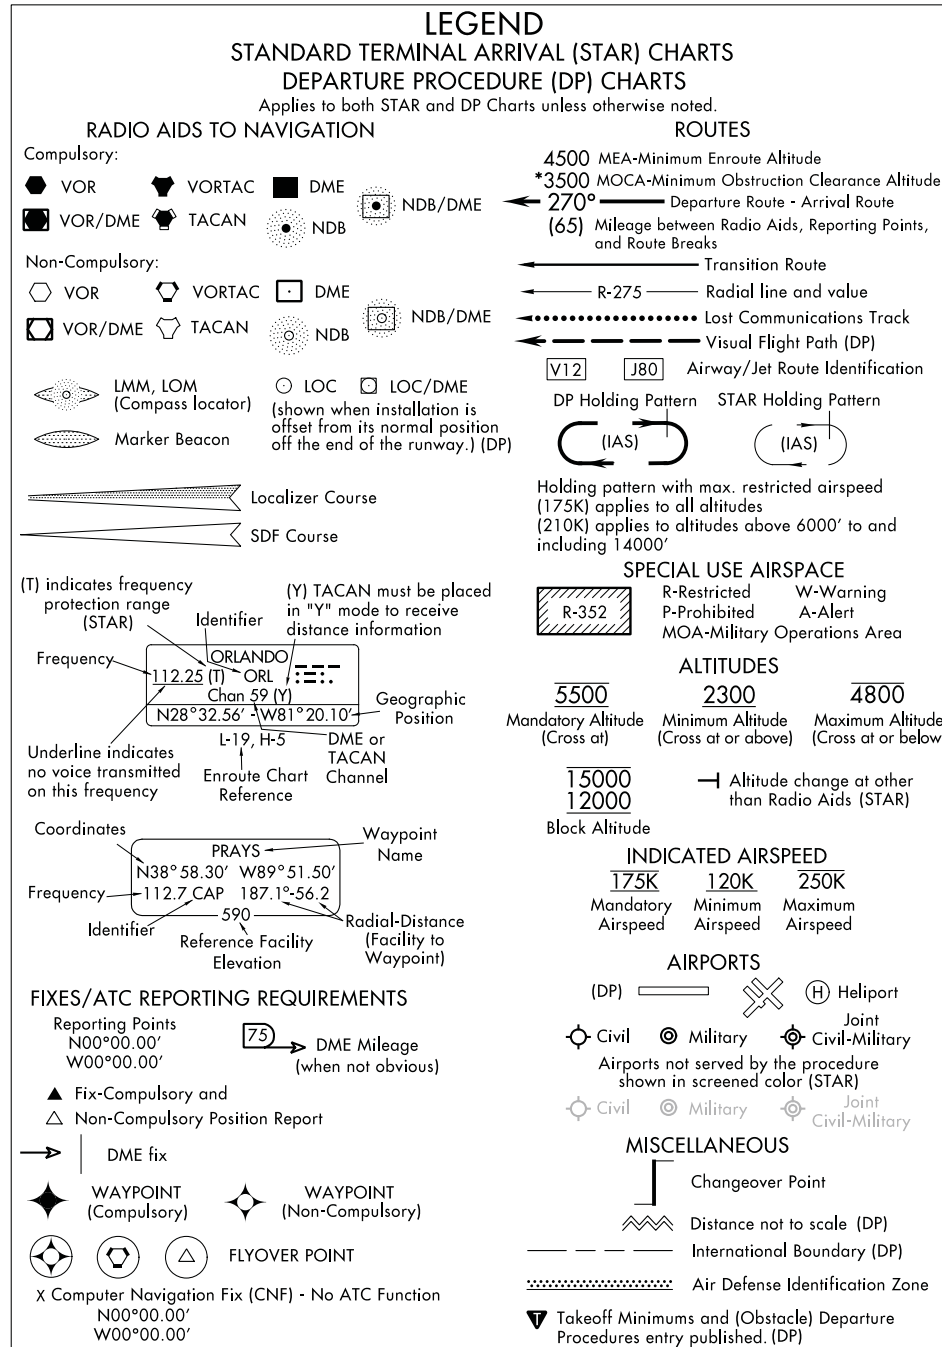 LEGEND
STANDARD TERMINAL ARRIVAL (STAR) CHARTS
DEPARTURE PROCEDURE (DP) CHARTS
Applies to both STAR and DP Charts unless otherwise noted.
RADIO AIDS TO NAVIGATION
Compulsory:
VOR
VORTAC
DME
NDB/DME
VOR/DME
TACAN
NDB
Non-Compulsory:
VOR
VORTAC
DME
NDB/DME
VOR/DME
TACAN
NDB
LMM, LOM
(Compass locator)
Marker Beacon
LOC
LOC/DME
(shown when installation is
offset from its normal position
off the end of the runway.) (DP)
Localizer Course
SDF Course
(T) indicates frequency
protection range
(STAR)
Identifier
(Y) TACAN must be placed
in "Y" mode to receive
distance information
Frequency
ORLANDO
112.25 (T) ORL
Chan 59 (Y)
N28°32.56' - W81°20.10'
Geographic
Position
L-19, H-5
Underline indicates
no voice transmitted
on this frequency
Enroute Chart
Reference
DME or
TACAN
Channel
Coordinates
Waypoint
Name
PRAYS
N38°58.30' W89°51.50'
Frequency
112.7 CAP 187.1°-56.2
590
Identifier
Reference Facility
Elevation
Radial-Distance
(Facility to
Waypoint)
FIXES/ATC REPORTING REQUIREMENTS
Reporting Points
N00°00.00'
W00°00.00'
75
DME Mileage
(when not obvious)
Fix-Compulsory and
Non-Compulsory Position Report
DME fix
WAYPOINT
(Compulsory)
WAYPOINT
(Non-Compulsory)
FLYOVER POINT
X Computer Navigation Fix (CNF) - No ATC Function
N00°00.00'
W00°00.00'
ROUTES
4500 MEA-Minimum Enroute Altitude
*3500 MOCA-Minimum Obstruction Clearance Altitude
270° Departure Route - Arrival Route
(65) Mileage between Radio Aids, Reporting Points,
and Route Breaks
Transition Route
R-275 Radial line and value
Lost Communications Track
Visual Flight Path (DP)
V12 J80 Airway/Jet Route Identification
DP Holding Pattern
STAR Holding Pattern
(IAS)
(IAS)
Holding pattern with max. restricted airspeed
(175K) applies to all altitudes
(210K) applies to altitudes above 6000' to and
including 14000'
SPECIAL USE AIRSPACE
R-352
R-Restricted W-Warning
P-Prohibited A-Alert
MOA-Military Operations Area
ALTITUDES
5500 2300 4800
Mandatory Altitude
(Cross at)
Minimum Altitude
(Cross at or above)
Maximum Altitude
(Cross at or below
15000
12000
Block Altitude
Altitude change at other
than Radio Aids (STAR)
INDICATED AIRSPEED
175K 120K 250K
Mandatory
Airspeed
Minimum
Airspeed
Maximum
Airspeed
AIRPORTS
(DP)
H Heliport
Civil
Military
Joint
Civil-Military
Airports not served by the procedure
shown in screened color (STAR)
Civil
Military
Joint
Civil-Military
MISCELLANEOUS
Changeover Point
Distance not to scale (DP)
International Boundary (DP)
Air Defense Identification Zone
T Takeoff Minimums and (Obstacle) Departure
Procedures entry published. (DP)